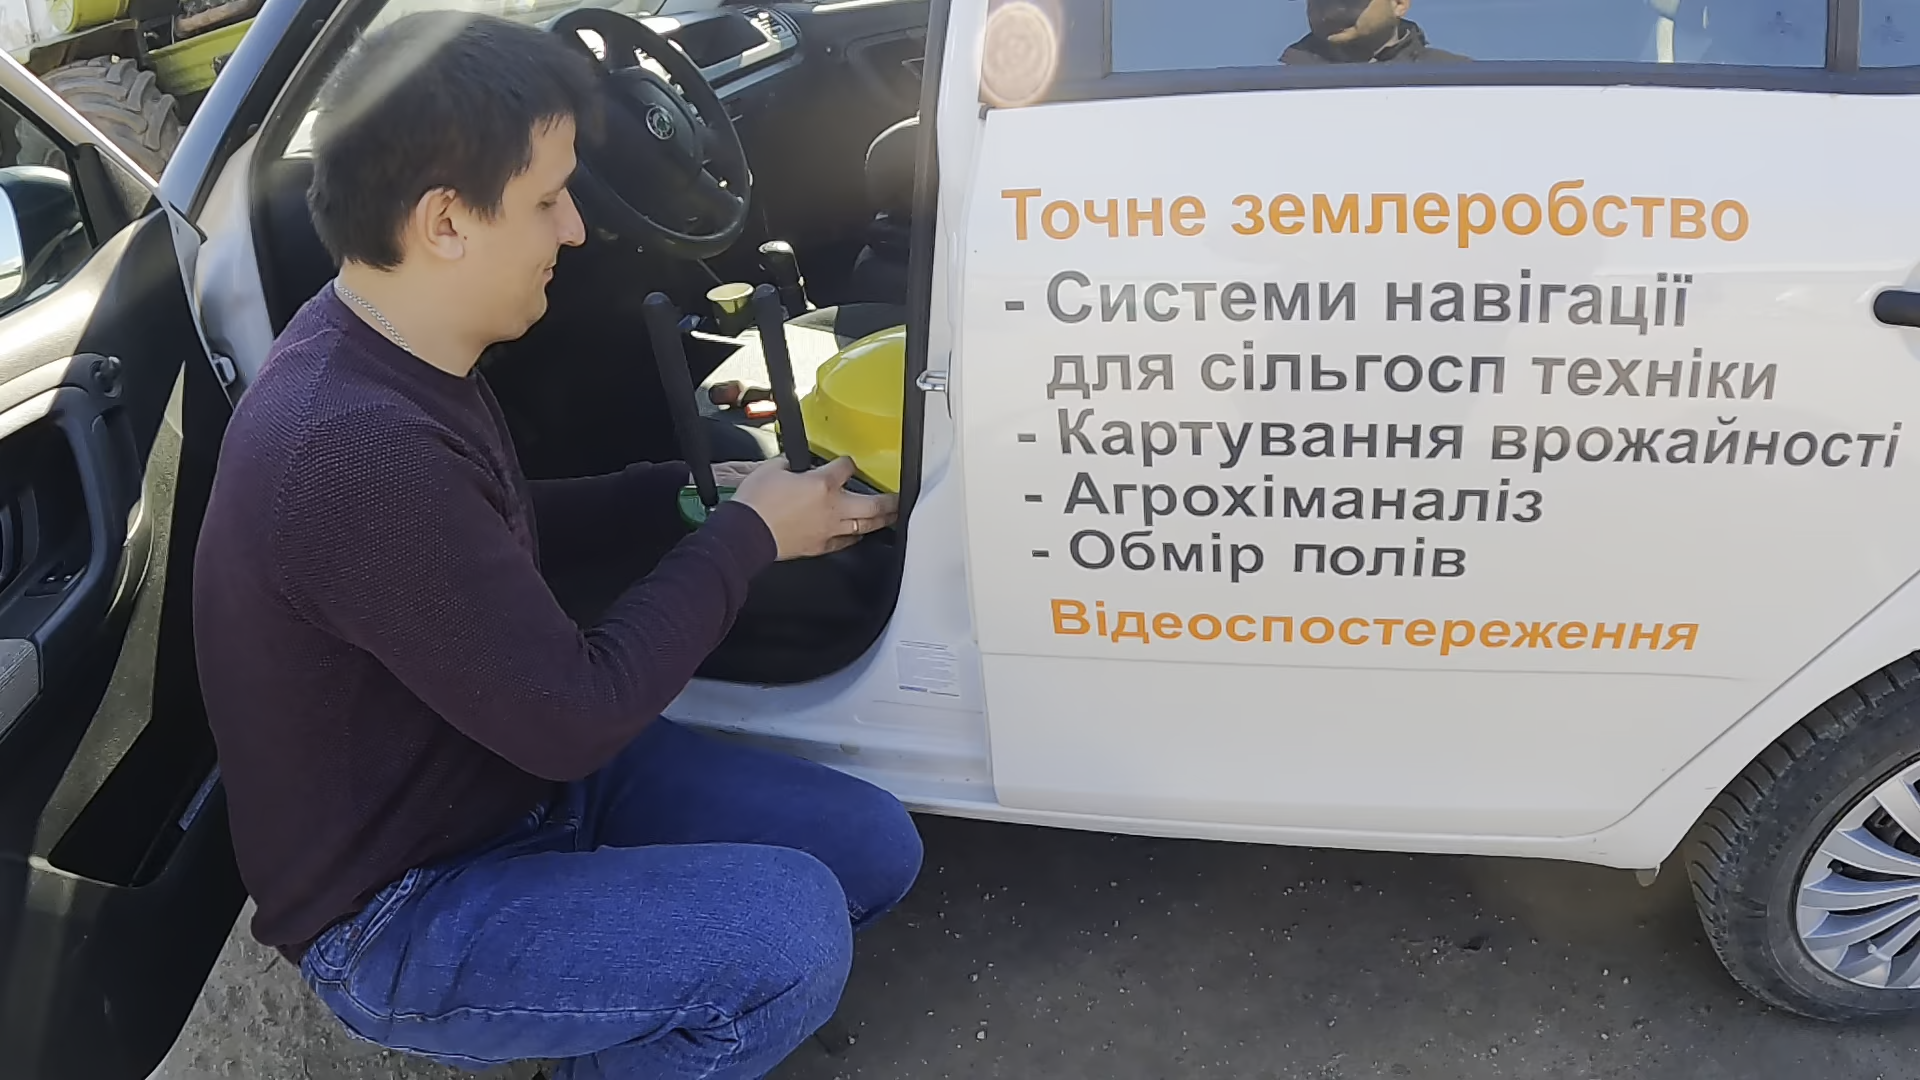 Точне землеробство
- Системи навігації
для сільгосп техніки
- Картування врожайності
- Агрохіманаліз
- Обмір полів
Відеоспостереження